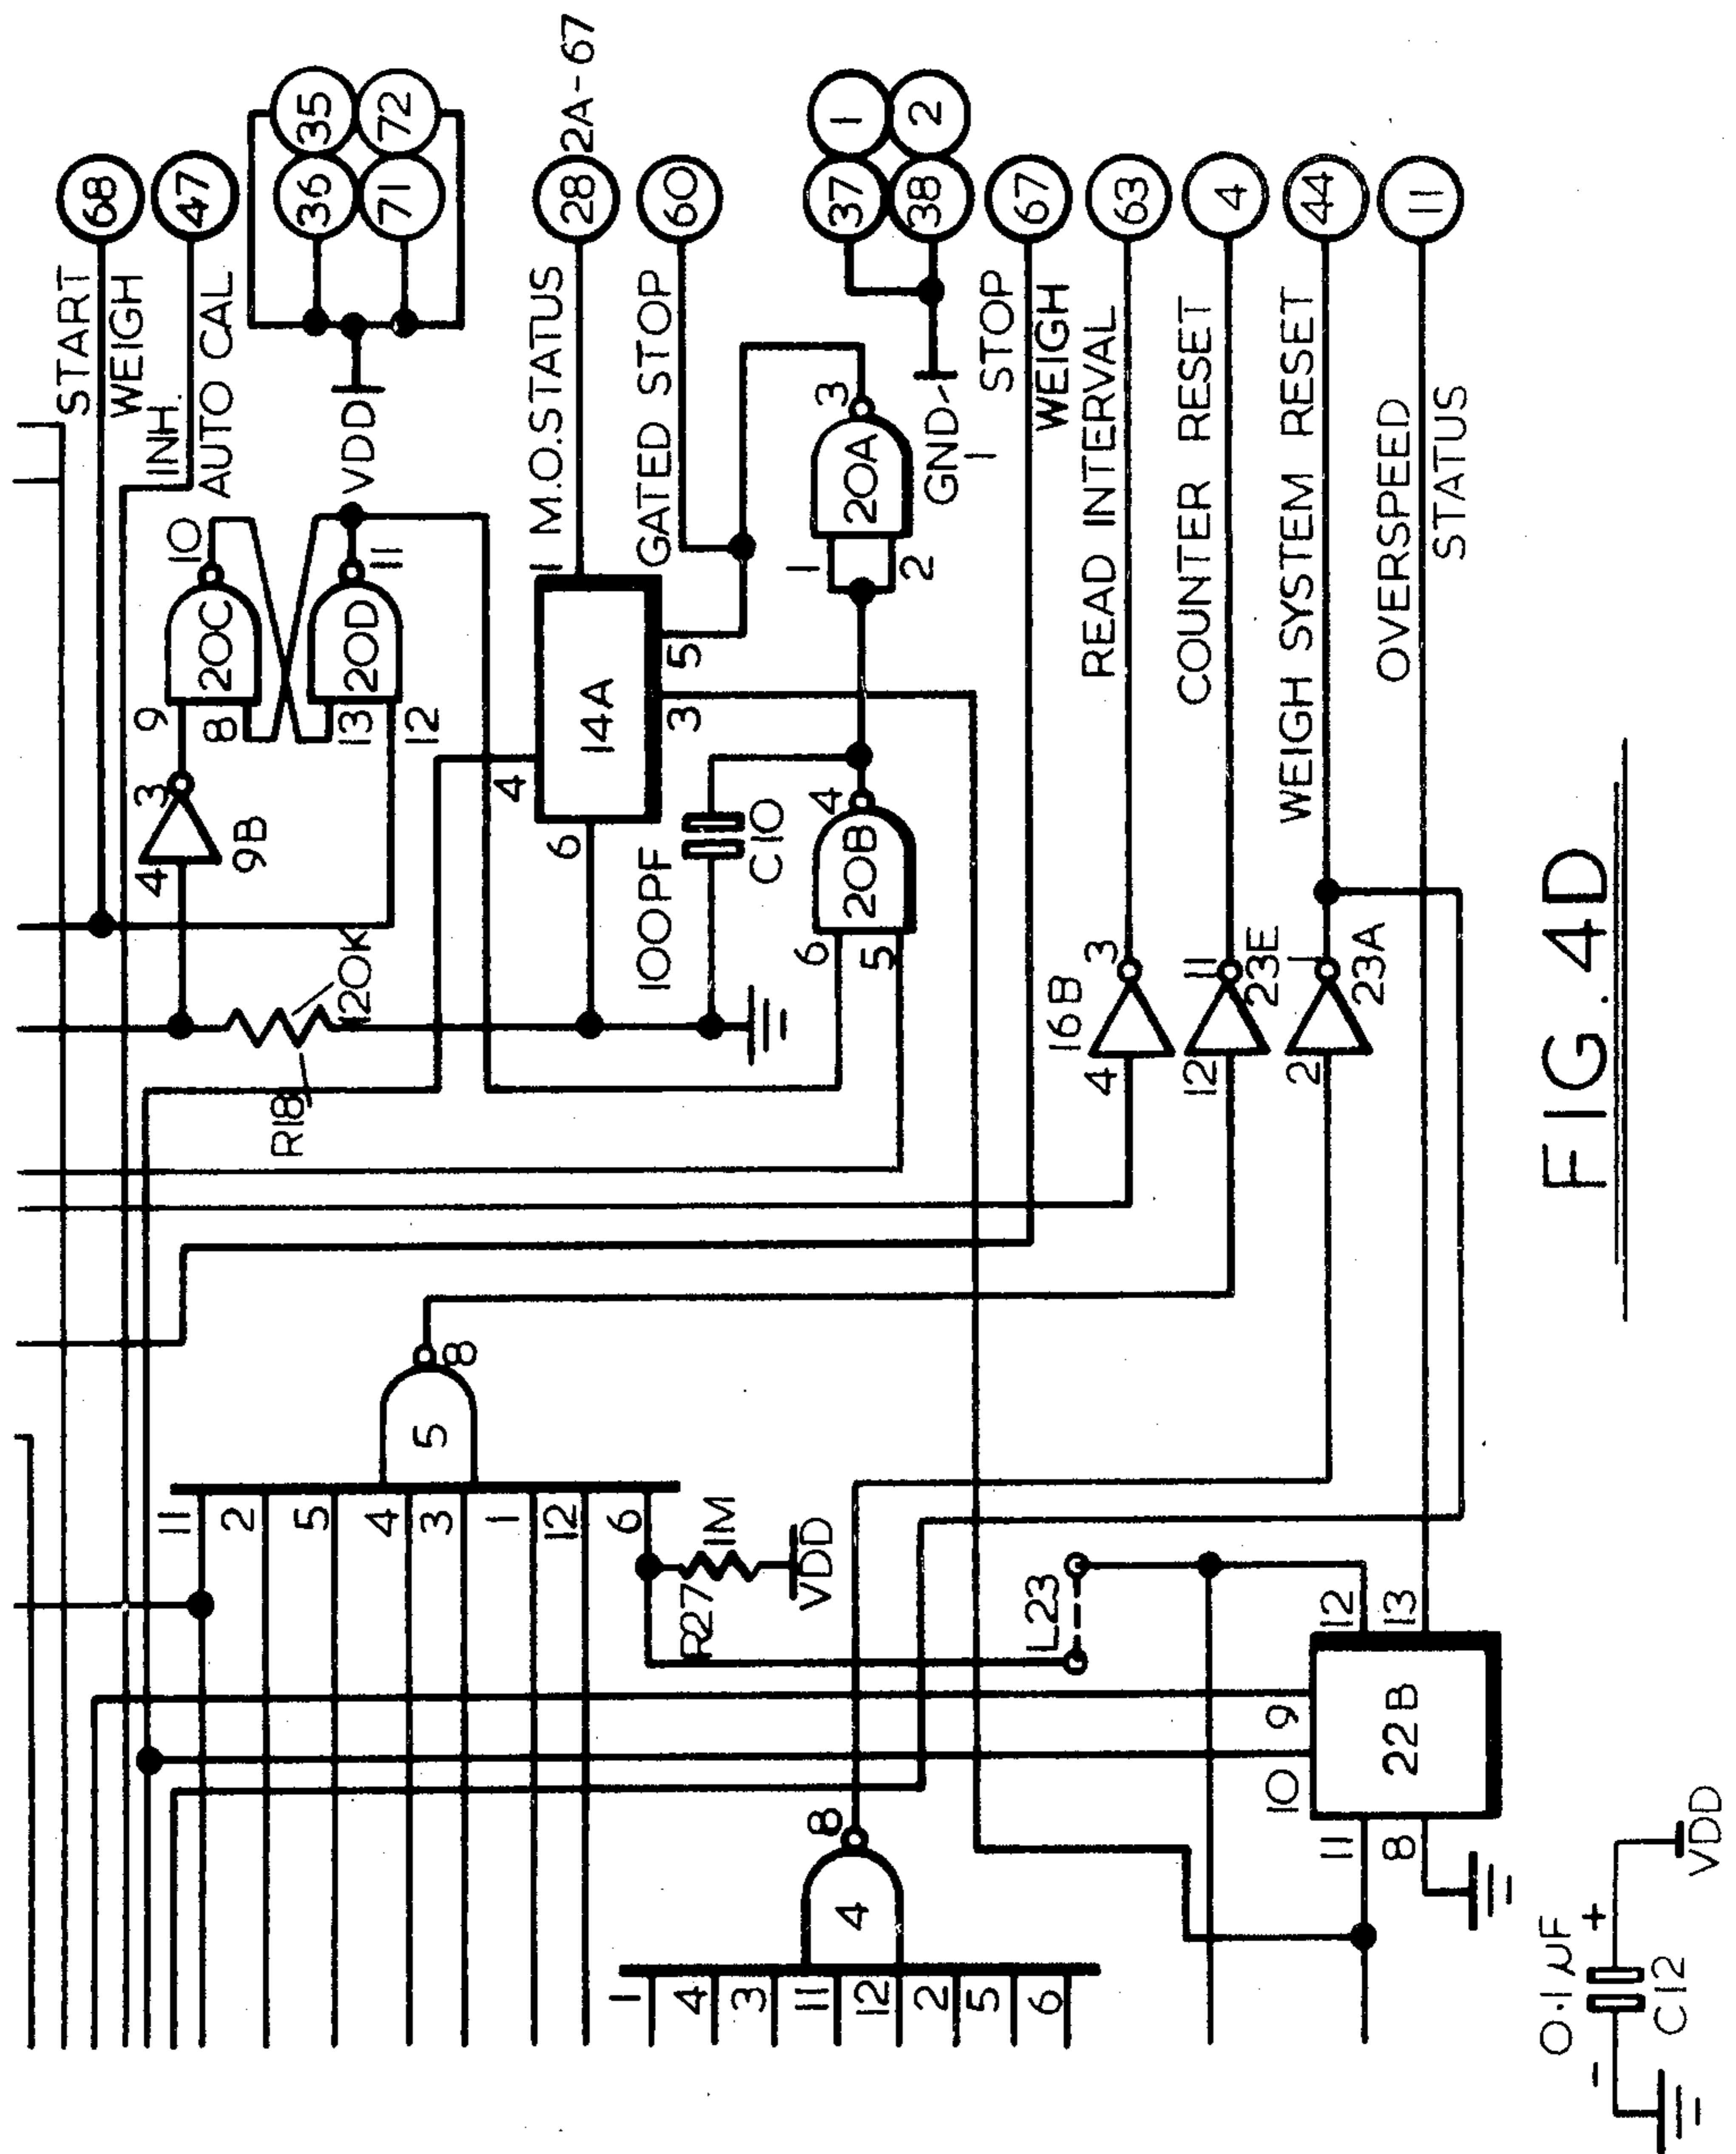 START
WEIGH
68
INH.
AUTO CAL
47
35
36
71
72
VDD
10
9
20C
8
13
20D
12
11
3
4
9B
120K
R18
1 M.O.STATUS
28
2A-67
GATED STOP
60
14A
4
6
5
3
100PF
C10
4
20B
6
5
3
20A
1
2
1
37
2
38
GND-
1
STOP
WEIGH
67
READ INTERVAL
63
16B
3
4
COUNTER RESET
4
11
23E
12
WEIGH SYSTEM RESET
44
1
23A
2
OVERSPEED
STATUS
11
5
8
11
2
5
4
3
1
12
6
1M
R27
VDD
L23
12
13
9
10
22B
11
8
4
8
1
4
3
11
12
2
5
6
0.1µF
+
-
C12
VDD
FIG. 4D